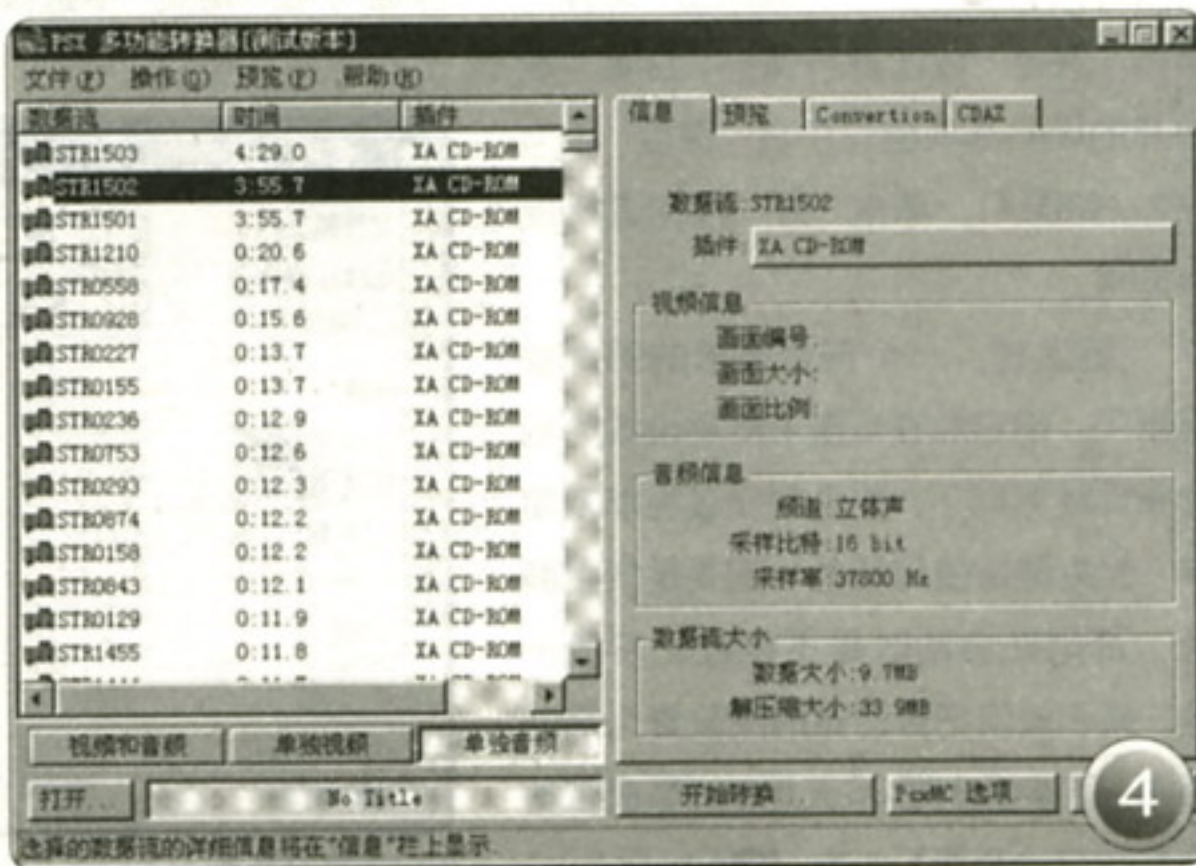 PSX 多功能转换器[测试版本]
文件(F) 操作(O) 预览(P) 帮助(H)
数据流 时间 插件
STR1503 4:29.0 XA CD-ROM
STR1502 3:55.7 XA CD-ROM
STR1501 3:55.7 XA CD-ROM
STR1210 0:20.6 XA CD-ROM
STR0558 0:17.4 XA CD-ROM
STR0928 0:15.6 XA CD-ROM
STR0227 0:13.7 XA CD-ROM
STR0155 0:13.7 XA CD-ROM
STR0236 0:12.9 XA CD-ROM
STR0753 0:12.6 XA CD-ROM
STR0293 0:12.3 XA CD-ROM
STR0874 0:12.2 XA CD-ROM
STR0158 0:12.2 XA CD-ROM
STR0843 0:12.1 XA CD-ROM
STR0129 0:11.9 XA CD-ROM
STR1455 0:11.8 XA CD-ROM
视频和音频 单独视频 单独音频
打开... No Title
信息 预览 Convertion CDAZ
数据流:STR1502
插件: XA CD-ROM
视频信息
画面编号:
画面大小:
画面比例:
音频信息
频道:立体声
采样比特:16 bit
采样率:37800 Hz
数据流大小
数据大小:9.7MB
解压缩大小:33.9MB
开始转换... PsxMC 选项
4
选择的数据流的详细信息将在"信息"栏上显示.